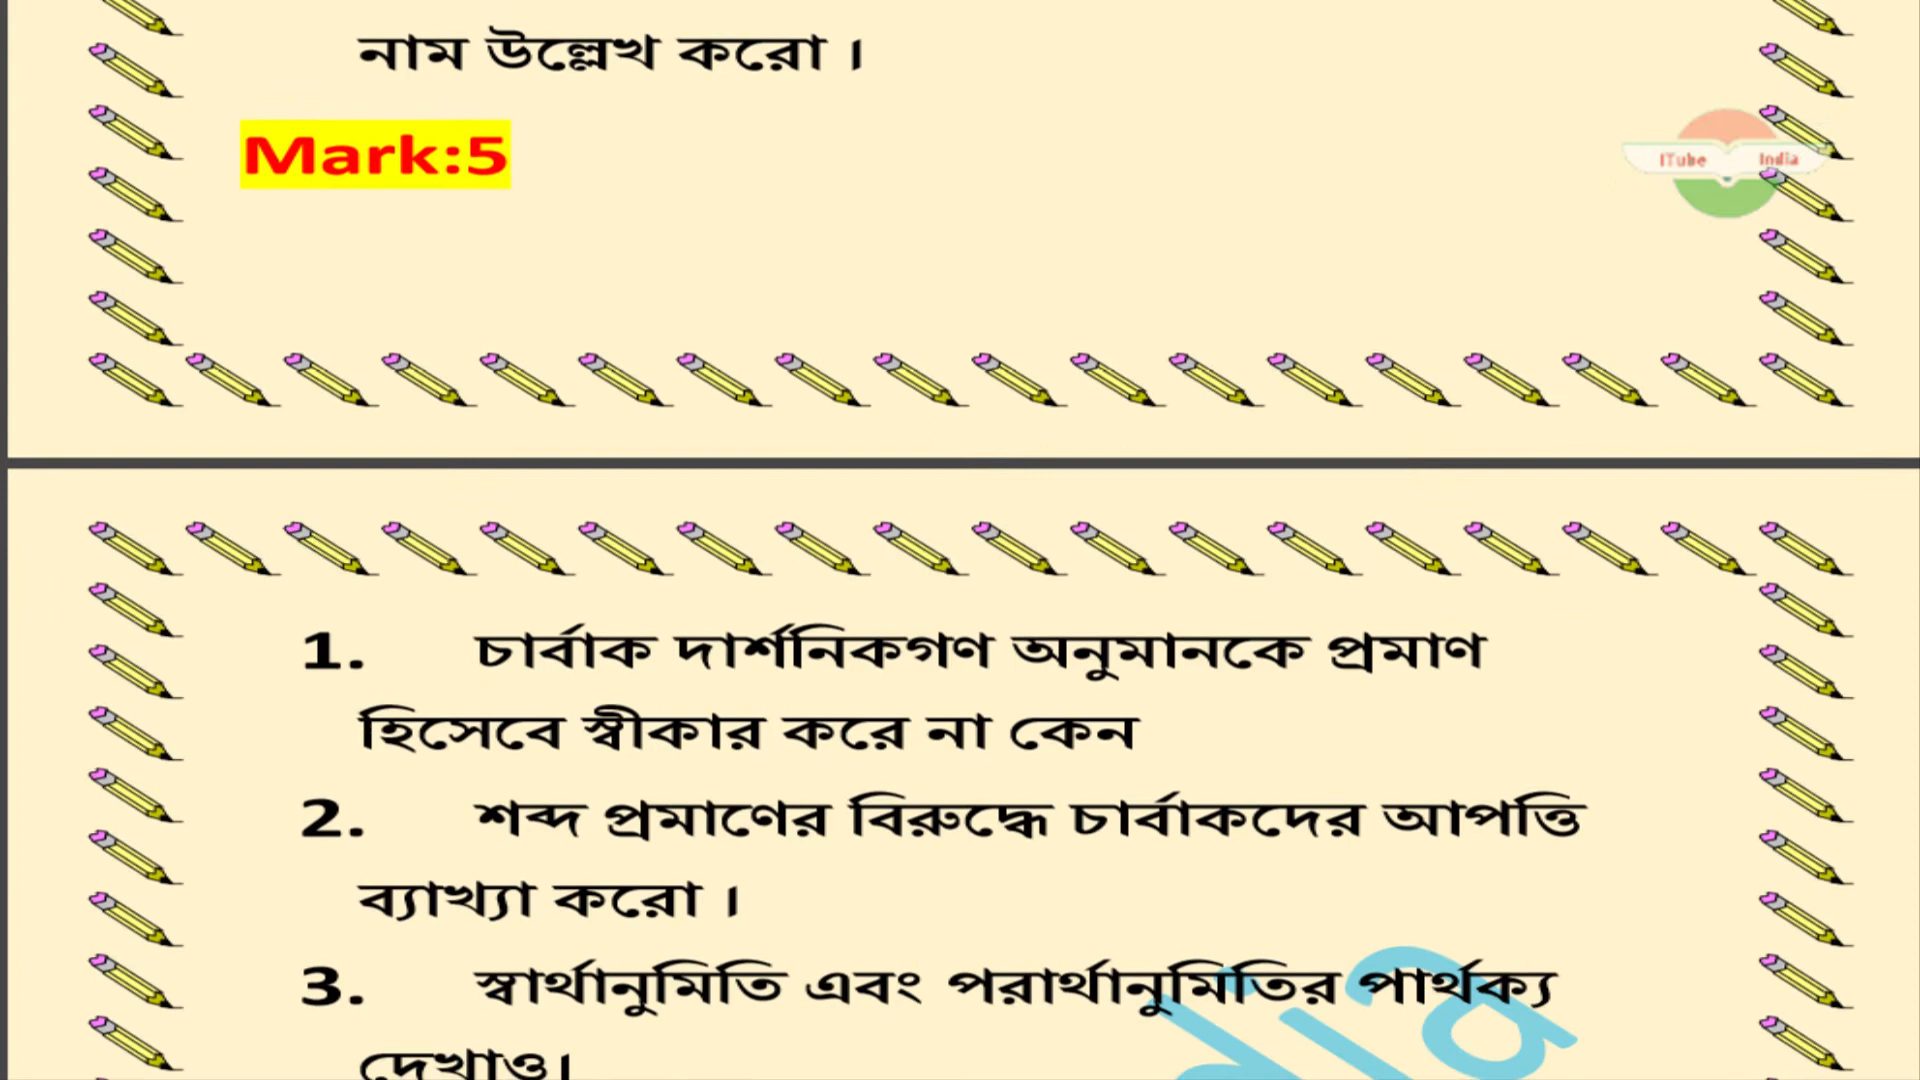 নাম উল্লেখ করো ।
Mark:5
ITube India
1. চার্বাক দার্শনিকগণ অনুমানকে প্রমাণ
হিসেবে স্বীকার করে না কেন
2. শব্দ প্রমাণের বিরুদ্ধে চার্বাকদের আপত্তি
ব্যাখ্যা করো ।
3. স্বার্থানুমিতি এবং পরার্থানুমিতির পার্থক্য
দেখাও।
dia